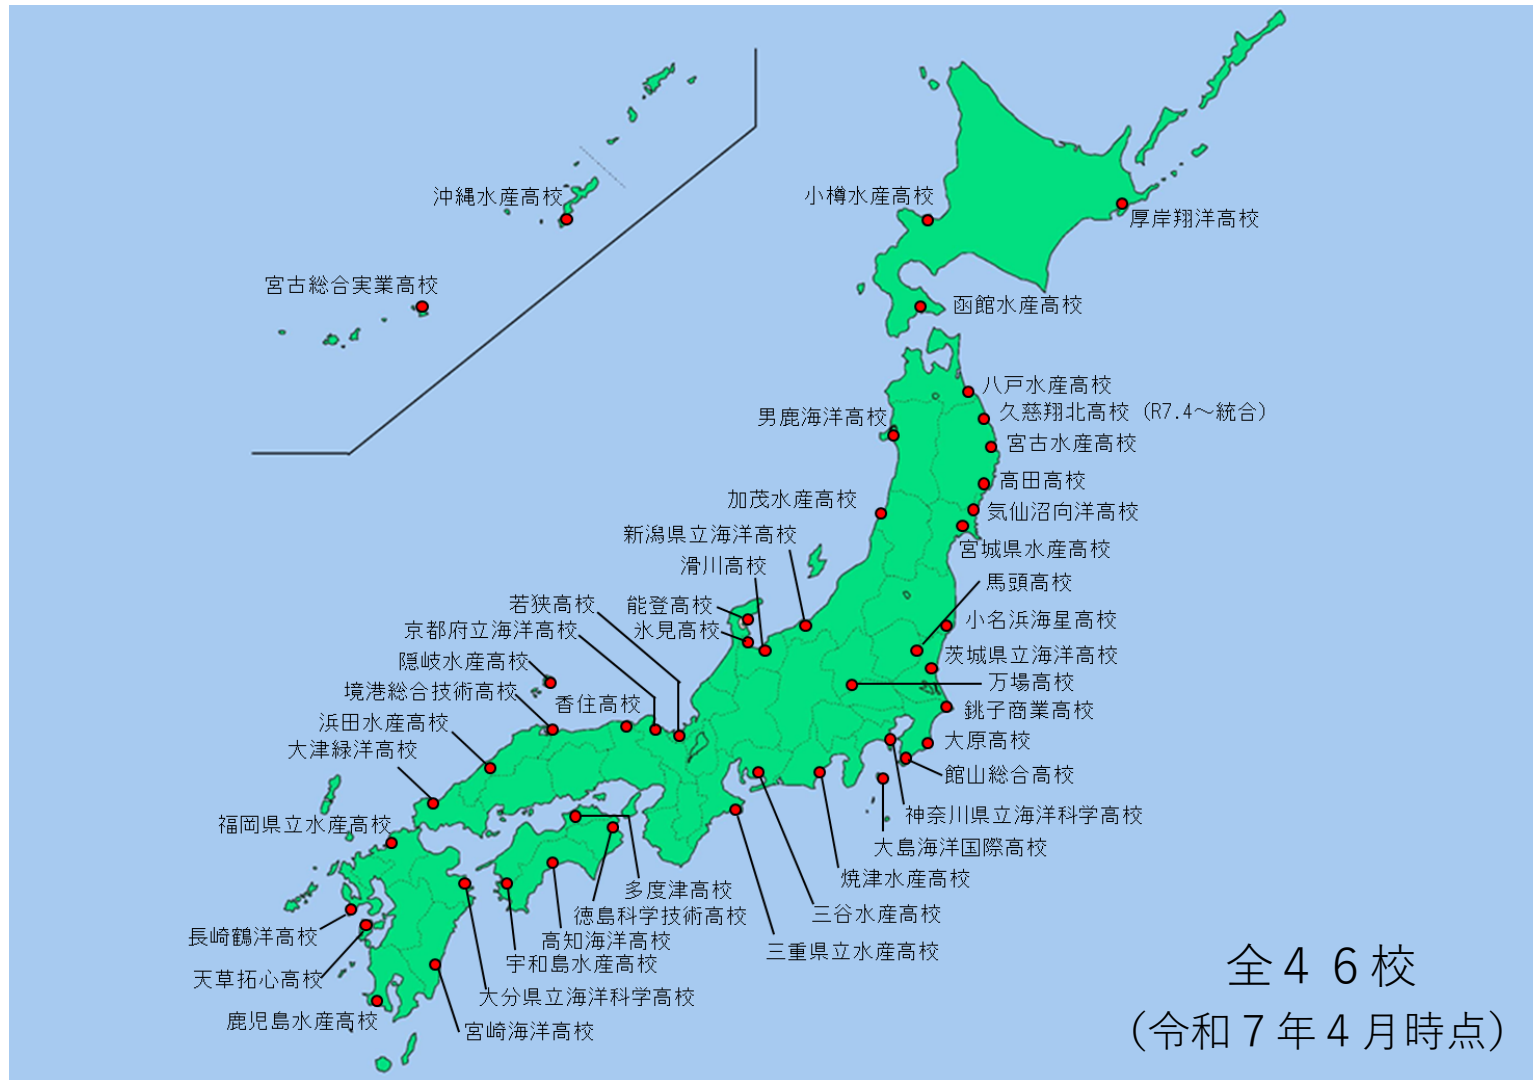 沖縄水産高校
小樽水産高校
厚岸翔洋高校
宮古総合実業高校
函館水産高校
八戸水産高校
久慈翔北高校（R7.4～統合）
男鹿海洋高校
宮古水産高校
高田高校
加茂水産高校
気仙沼向洋高校
新潟県立海洋高校
宮城県水産高校
滑川高校
馬頭高校
若狭高校
能登高校
小名浜海星高校
京都府立海洋高校
氷見高校
茨城県立海洋高校
隠岐水産高校
万場高校
境港総合技術高校
香住高校
銚子商業高校
浜田水産高校
大原高校
大津緑洋高校
館山総合高校
神奈川県立海洋科学高校
福岡県立水産高校
大島海洋国際高校
焼津水産高校
多度津高校
三谷水産高校
徳島科学技術高校
長崎鶴洋高校
高知海洋高校
三重県立水産高校
宇和島水産高校
天草拓心高校
大分県立海洋科学高校
鹿児島水産高校
宮崎海洋高校
全４６校
（令和７年４月時点）